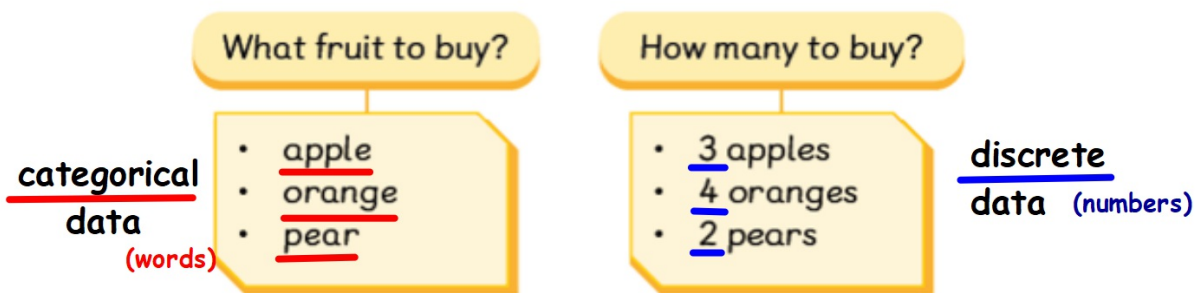 What fruit to buy?
• apple
• orange
• pear
categorical
data
(words)
How many to buy?
• 3 apples
• 4 oranges
• 2 pears
discrete
data (numbers)